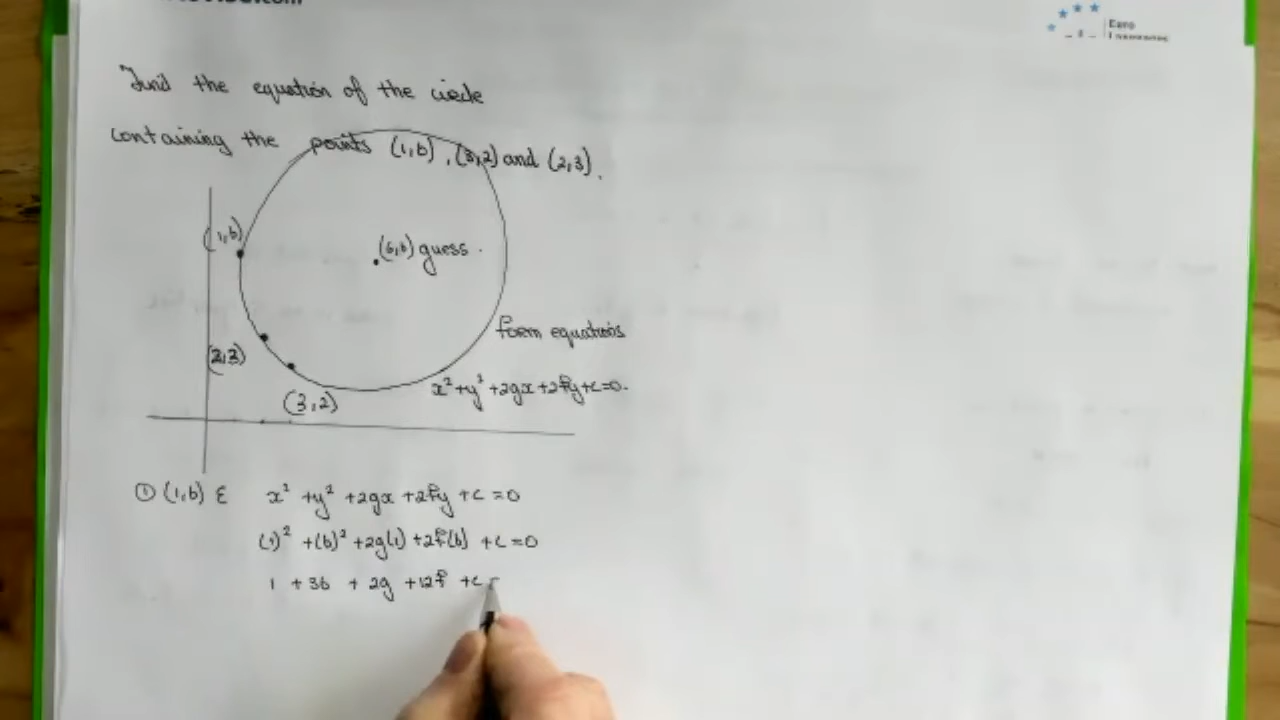 Euro
Find the equation of the circle
containing the points (1,6), (3,2) and (2,3).
(1,6)
(6,6) guess.
form equations
(2,3)
x² + y² + 2gx + 2fy + c = 0.
(3,2)
① (1,6) ε x² + y² + 2gx + 2fy + c = 0
(1)² + (6)² + 2g(1) + 2f(6) + c = 0
1 + 36 + 2g + 12f + c